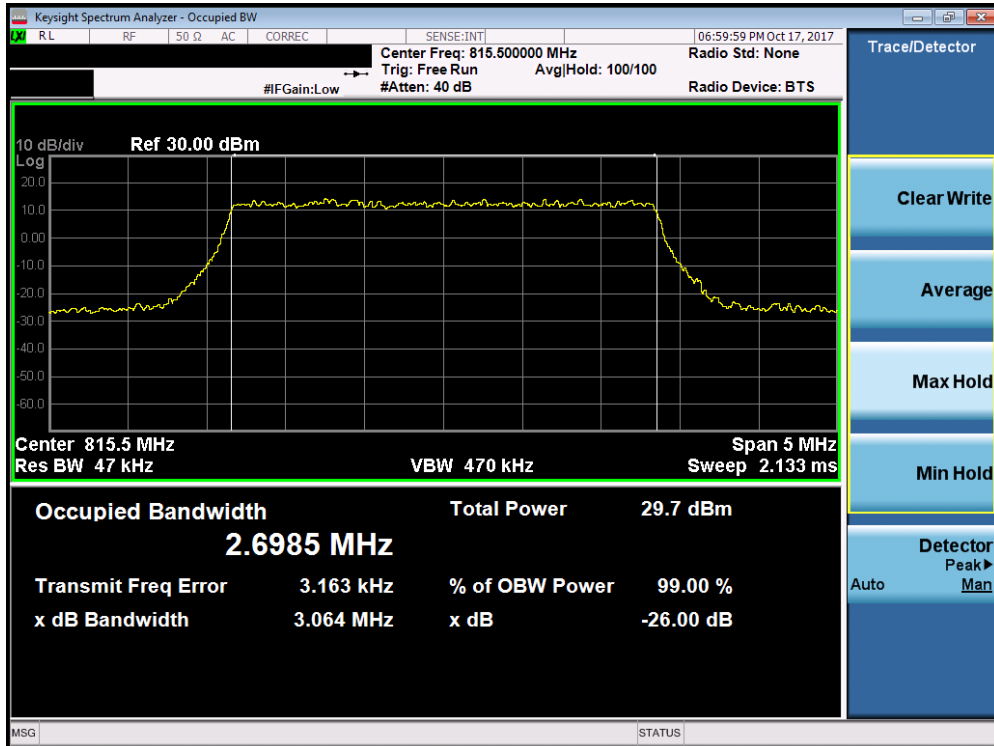 Keysight Spectrum Analyzer - Occupied BW
LXI RL RF 50 Ω AC CORREC SENSE:INT 06:59:59 PM Oct 17, 2017
Center Freq: 815.500000 MHz Radio Std: None
Trig: Free Run Avg|Hold: 100/100
#IFGain:Low #Atten: 40 dB Radio Device: BTS
10 dB/div Ref 30.00 dBm
Log
20.0
10.0
0.00
-10.0
-20.0
-30.0
-40.0
-50.0
-60.0
Center 815.5 MHz Span 5 MHz
Res BW 47 kHz VBW 470 kHz Sweep 2.133 ms
Occupied Bandwidth Total Power 29.7 dBm
2.6985 MHz
Transmit Freq Error 3.163 kHz % of OBW Power 99.00 %
x dB Bandwidth 3.064 MHz x dB -26.00 dB
MSG STATUS
Trace/Detector
Clear Write
Average
Max Hold
Min Hold
Detector
Peak▶
Auto Man